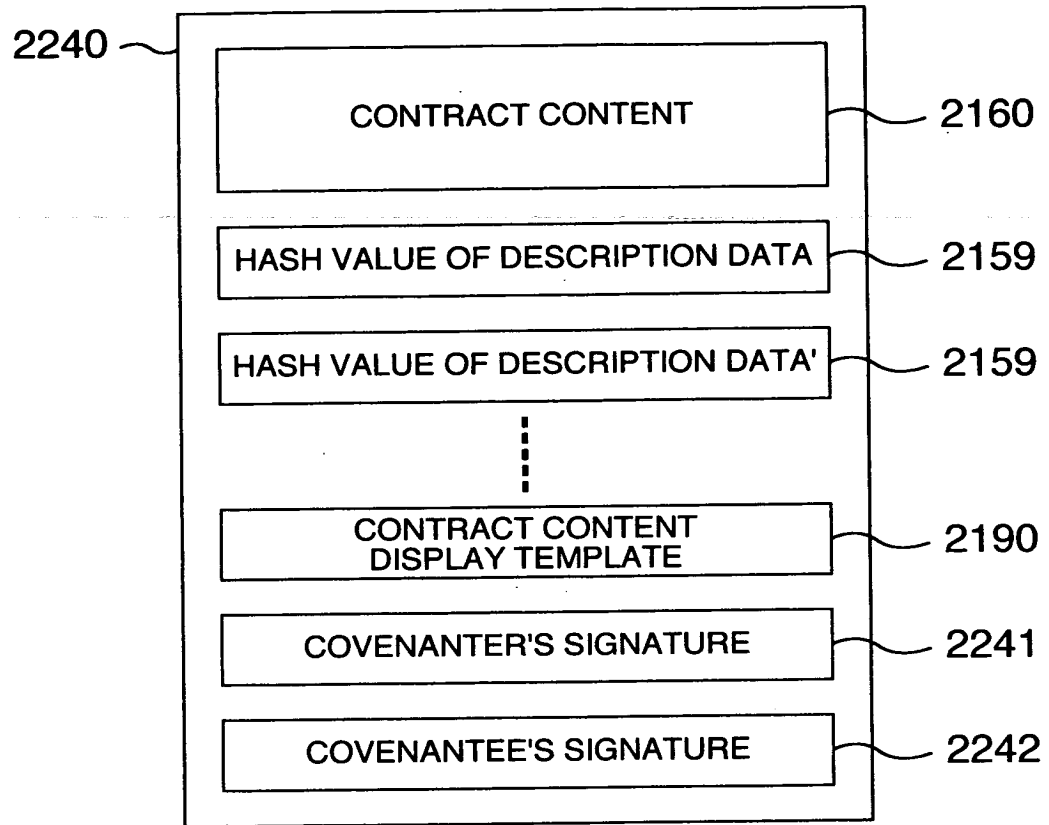 2240
CONTRACT CONTENT
2160
HASH VALUE OF DESCRIPTION DATA
2159
HASH VALUE OF DESCRIPTION DATA'
2159
CONTRACT CONTENT
DISPLAY TEMPLATE
2190
COVENANTER'S SIGNATURE
2241
COVENANTEE'S SIGNATURE
2242